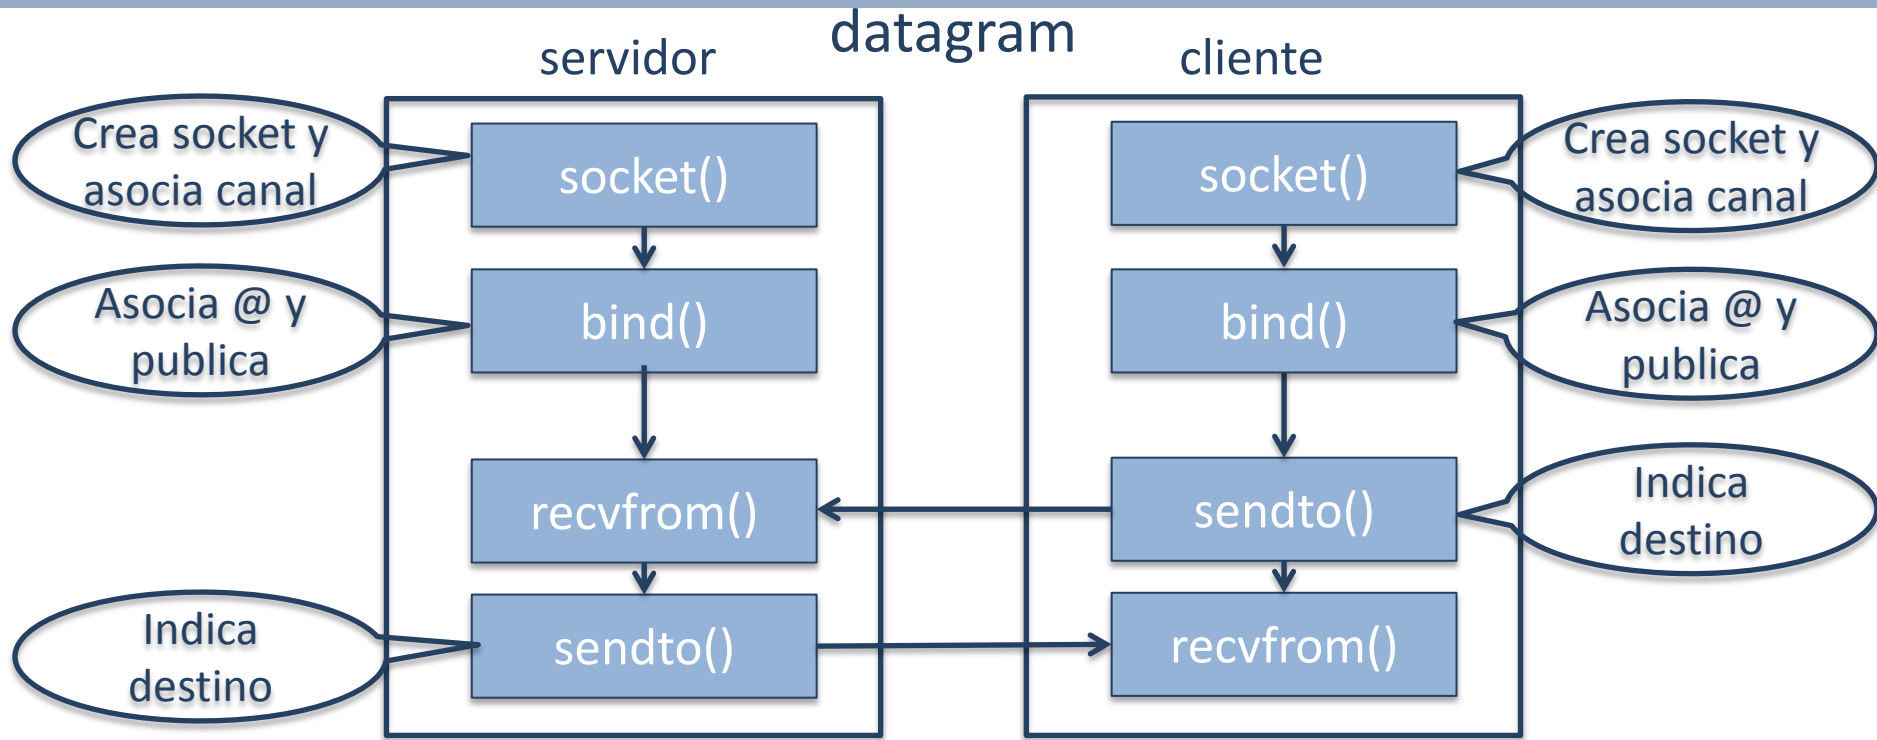 datagram
servidor
cliente
Crea socket y
asocia canal
socket()
socket()
Crea socket y
asocia canal
Asocia @ y
publica
bind()
bind()
Asocia @ y
publica
recvfrom()
sendto()
Indica
destino
Indica
destino
sendto()
recvfrom()